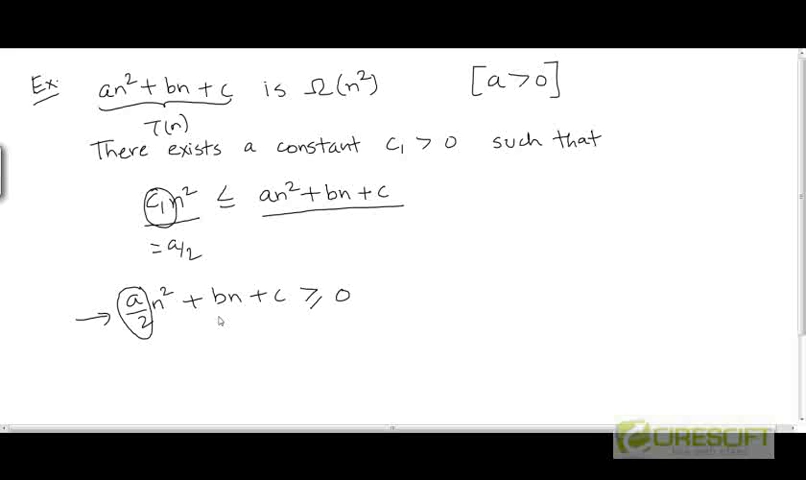 Ex: an² + bn + c is Ω(n²) [a > 0]
T(n)
There exists a constant c₁ > 0 such that
c₁n² ≤ an² + bn + c
= a/2
→ a/2 n² + bn + c ≥ 0
CIRESOFT